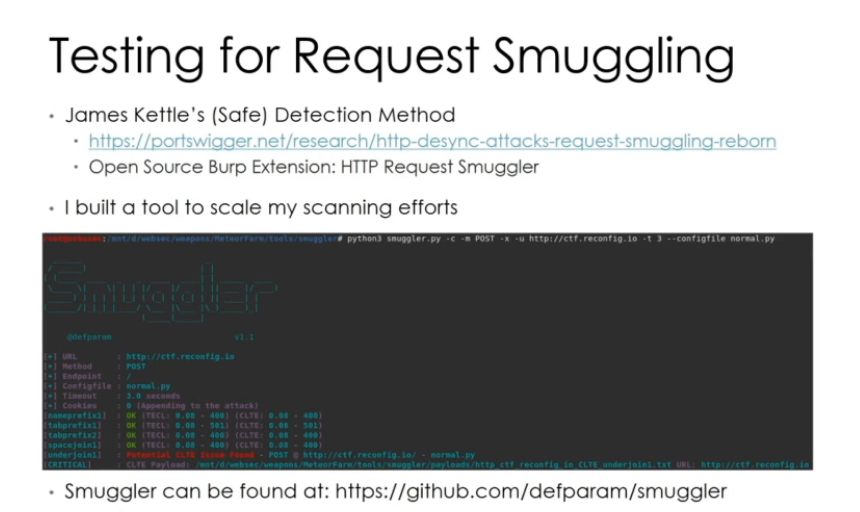 Testing for Request Smuggling
• James Kettle's (Safe) Detection Method
• https://portswigger.net/research/http-desync-attacks-request-smuggling-reborn
• Open Source Burp Extension: HTTP Request Smuggler
• I built a tool to scale my scanning efforts
:/mnt/d/websec/weapons/MeteorFarm/tools/smuggler# python3 smuggler.py -c -m POST -x -u http://ctf.reconfig.io -t 3 --configfile normal.py
Smuggler
@defparam v1.1
[+] URL : http://ctf.reconfig.io
[+] Method : POST
[+] Endpoint : /
[+] Configfile : normal.py
[+] Timeout : 3.0 seconds
[+] Cookies : 0 (Appending to the attack)
[nameprefix1] : OK (TECL: 0.08 - 400) (CLTE: 0.08 - 400)
[tabprefix1] : OK (TECL: 0.08 - 501) (CLTE: 0.08 - 501)
[tabprefix2] : OK (TECL: 0.08 - 400) (CLTE: 0.08 - 400)
[spacejoin1] : OK (TECL: 0.08 - 400) (CLTE: 0.09 - 400)
[underjoin1] : Potential CLTE Issue Found - POST @ http://ctf.reconfig.io/ - normal.py
[CRITICAL] : CLTE Payload: /mnt/d/websec/weapons/MeteorFarm/tools/smuggler/payloads/http_ctf_reconfig_io_CLTE_underjoin1.txt URL: http://ctf.reconfig.io
• Smuggler can be found at: https://github.com/defparam/smuggler